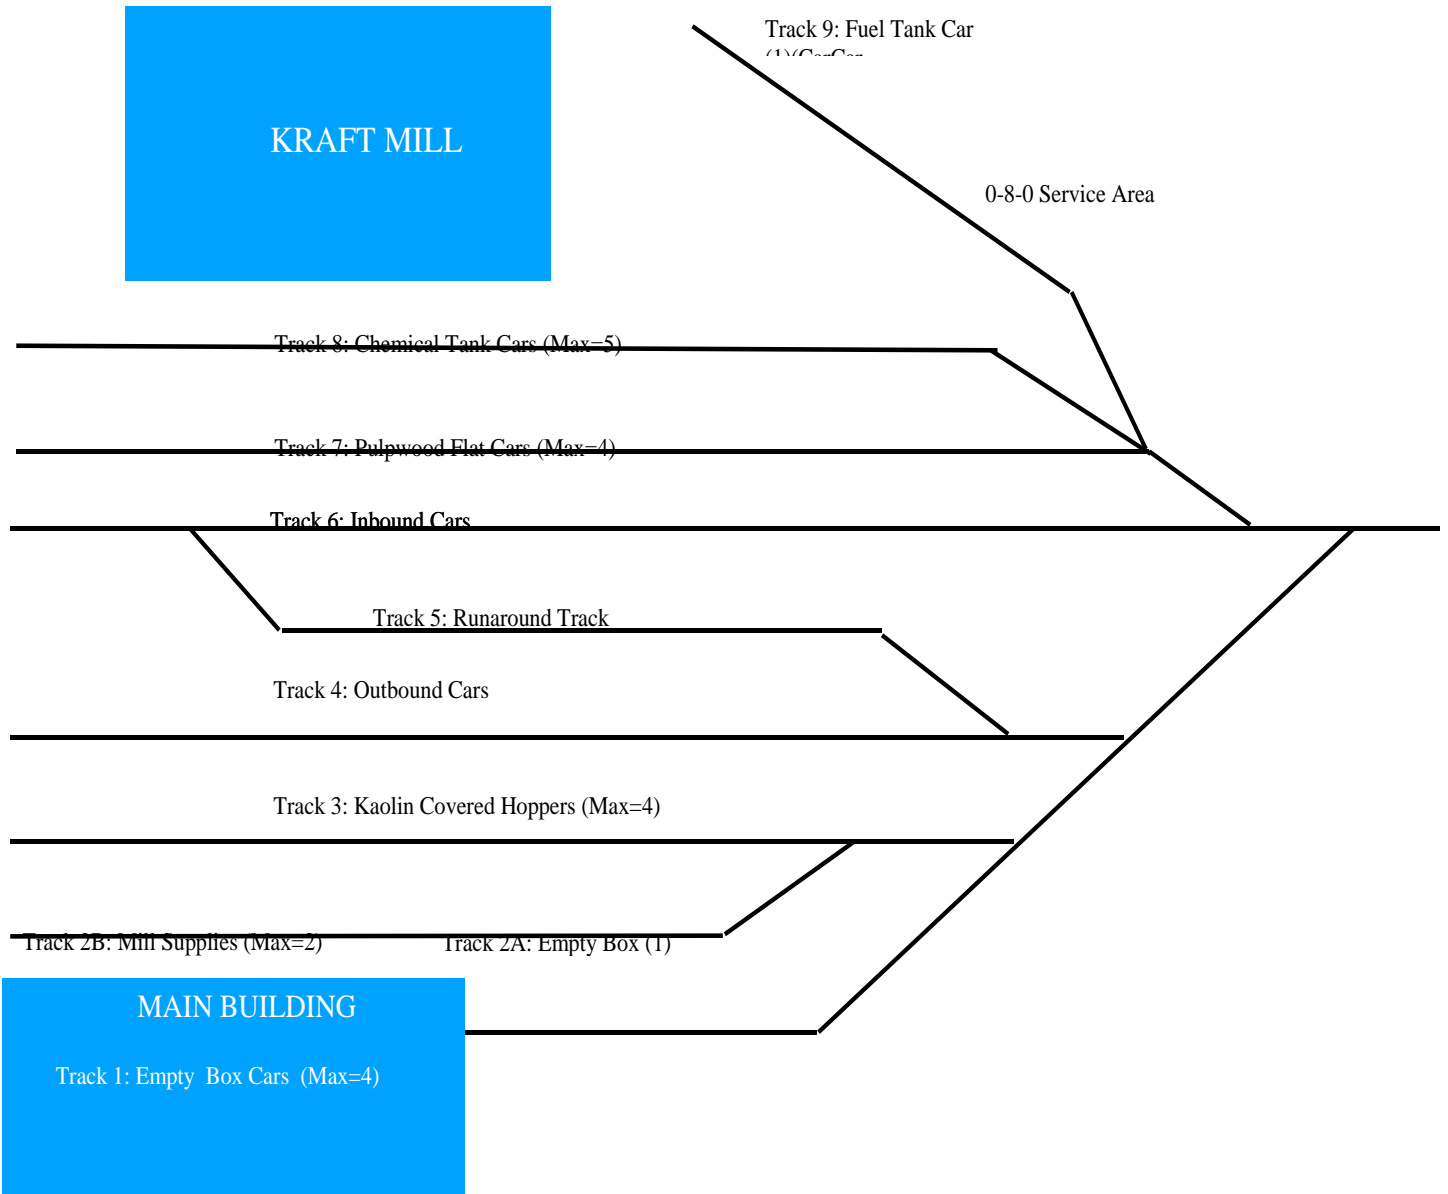 Track 9: Fuel Tank Car
(1)(CarCar
KRAFT MILL
0-8-0 Service Area
Track 8: Chemical Tank Cars (Max=5)
Track 7: Pulpwood Flat Cars (Max=4)
Track 6: Inbound Cars
Track 5: Runaround Track
Track 4: Outbound Cars
Track 3: Kaolin Covered Hoppers (Max=4)
Track 2B: Mill Supplies (Max=2) Track 2A: Empty Box (1)
MAIN BUILDING
Track 1: Empty Box Cars (Max=4)